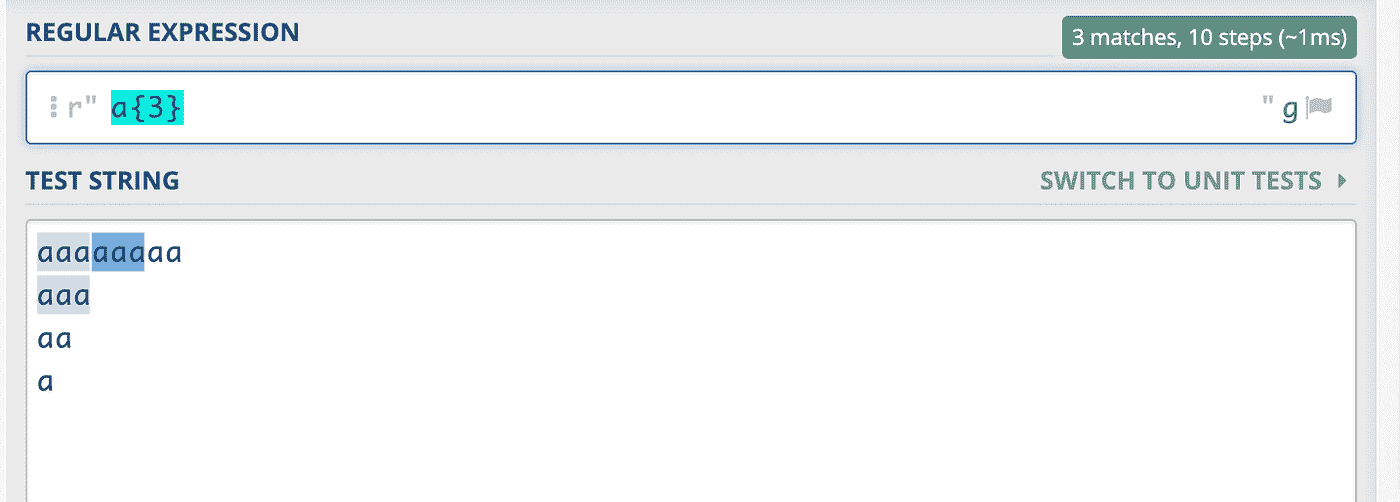 REGULAR EXPRESSION
3 matches, 10 steps (~1ms)
r" a{3} " g
TEST STRING
SWITCH TO UNIT TESTS
aaaaaaaa
aaa
aa
a